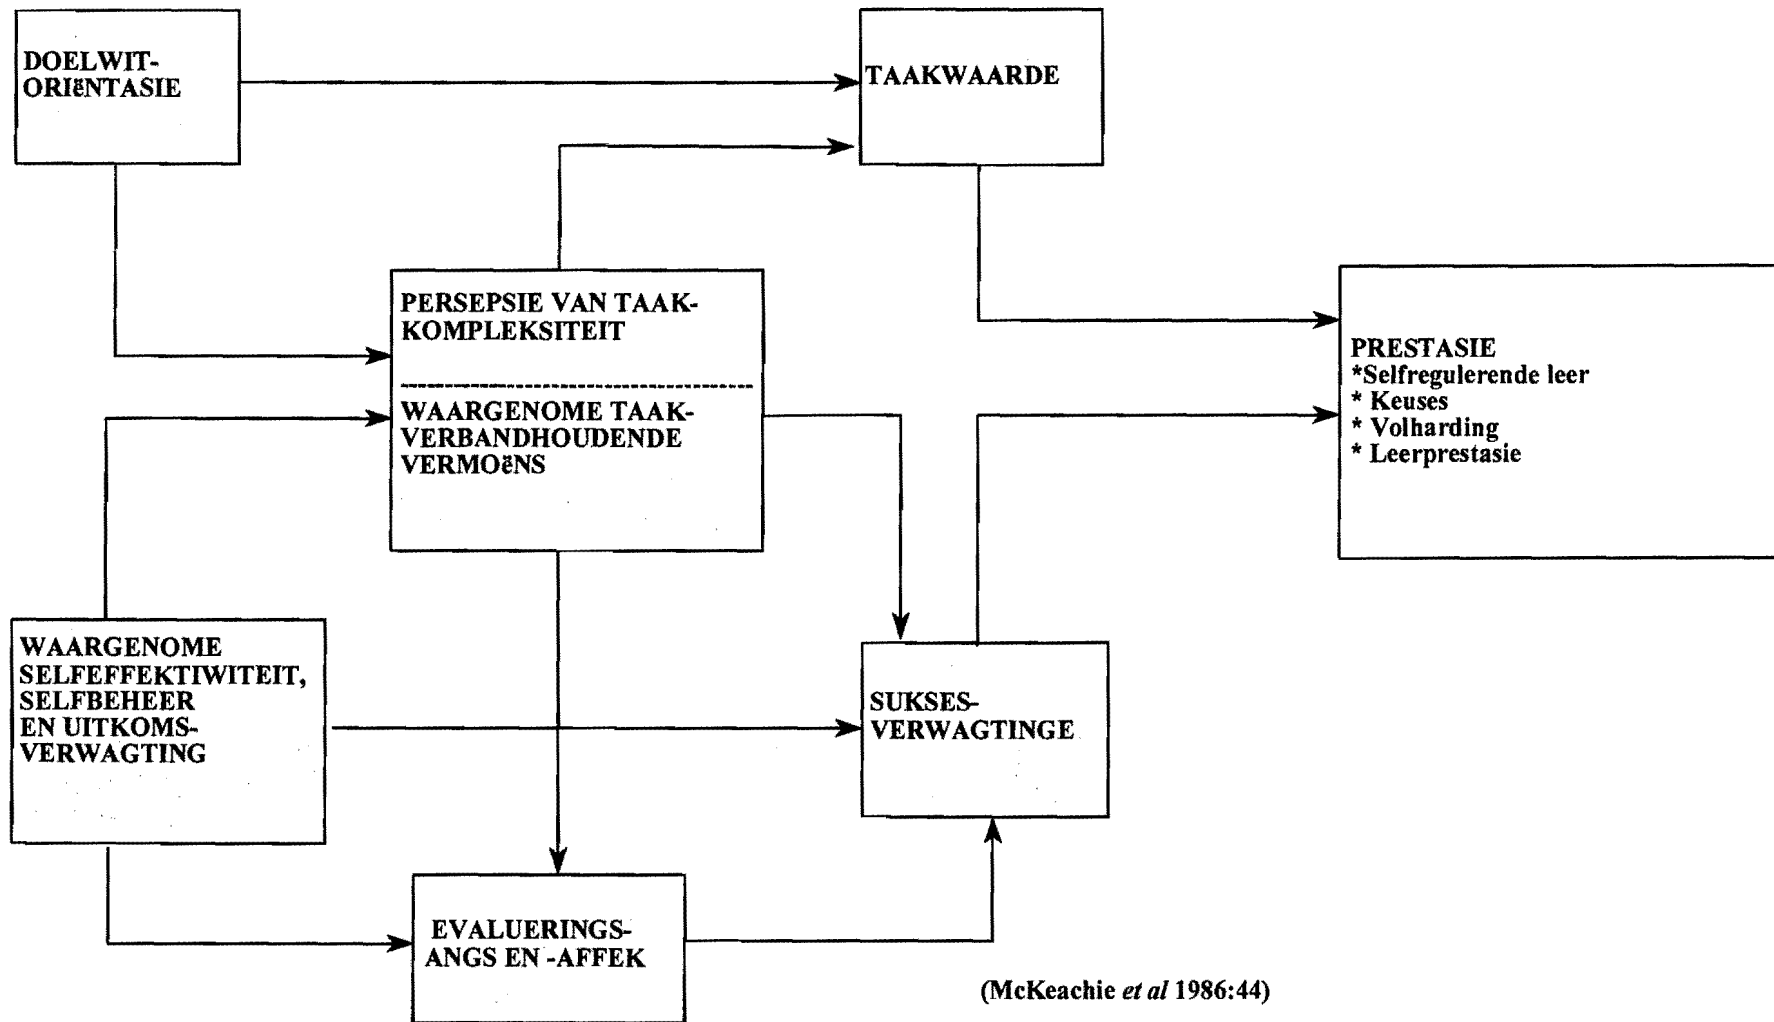 DOELWIT-
ORIëNTASIE
TAAKWAARDE
PERSEPSIE VAN TAAK-
KOMPLEKSITEIT
WAARGENOME TAAK-
VERBANDHOUDENDE
VERMOëNS
PRESTASIE
*Selfregulerende leer
* Keuses
* Volharding
* Leerprestasie
WAARGENOME
SELFEFFEKTIWITEIT,
SELFBEHEER
EN UITKOMS-
VERWAGTING
SUKSES-
VERWAGTINGE
EVALUERINGS-
ANGS EN -AFFEK
(McKeachie et al 1986:44)